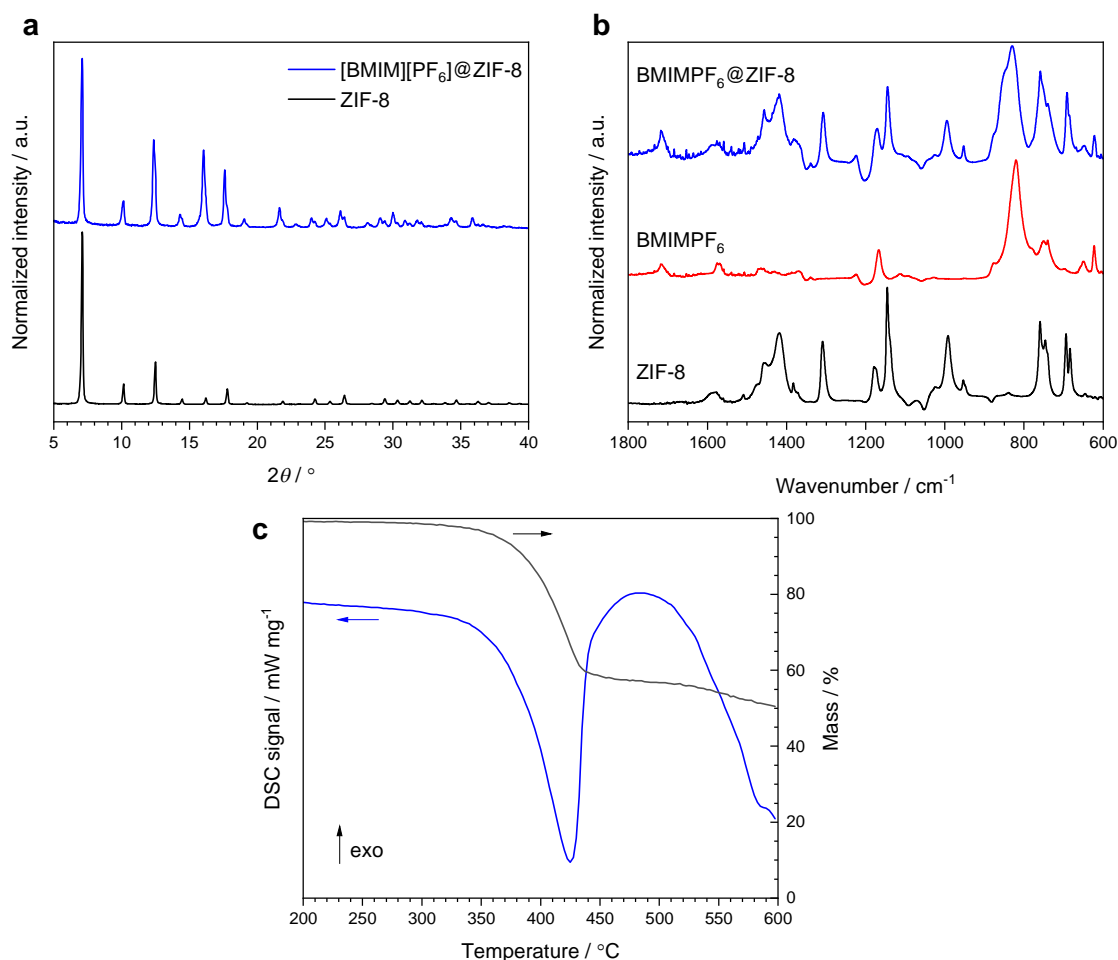 a
[BMIM][PF6]@ZIF-8
ZIF-8
Normalized intensity / a.u.
5 10 15 20 25 30 35 40
2θ / °
b
BMIMPF6@ZIF-8
BMIMPF6
ZIF-8
Normalized intensity / a.u.
1800 1600 1400 1200 1000 800 600
Wavenumber / cm-1
c
DSC signal / mW mg-1
exo
100
80
60
40
20
0
Mass / %
200 250 300 350 400 450 500 550 600
Temperature / °C